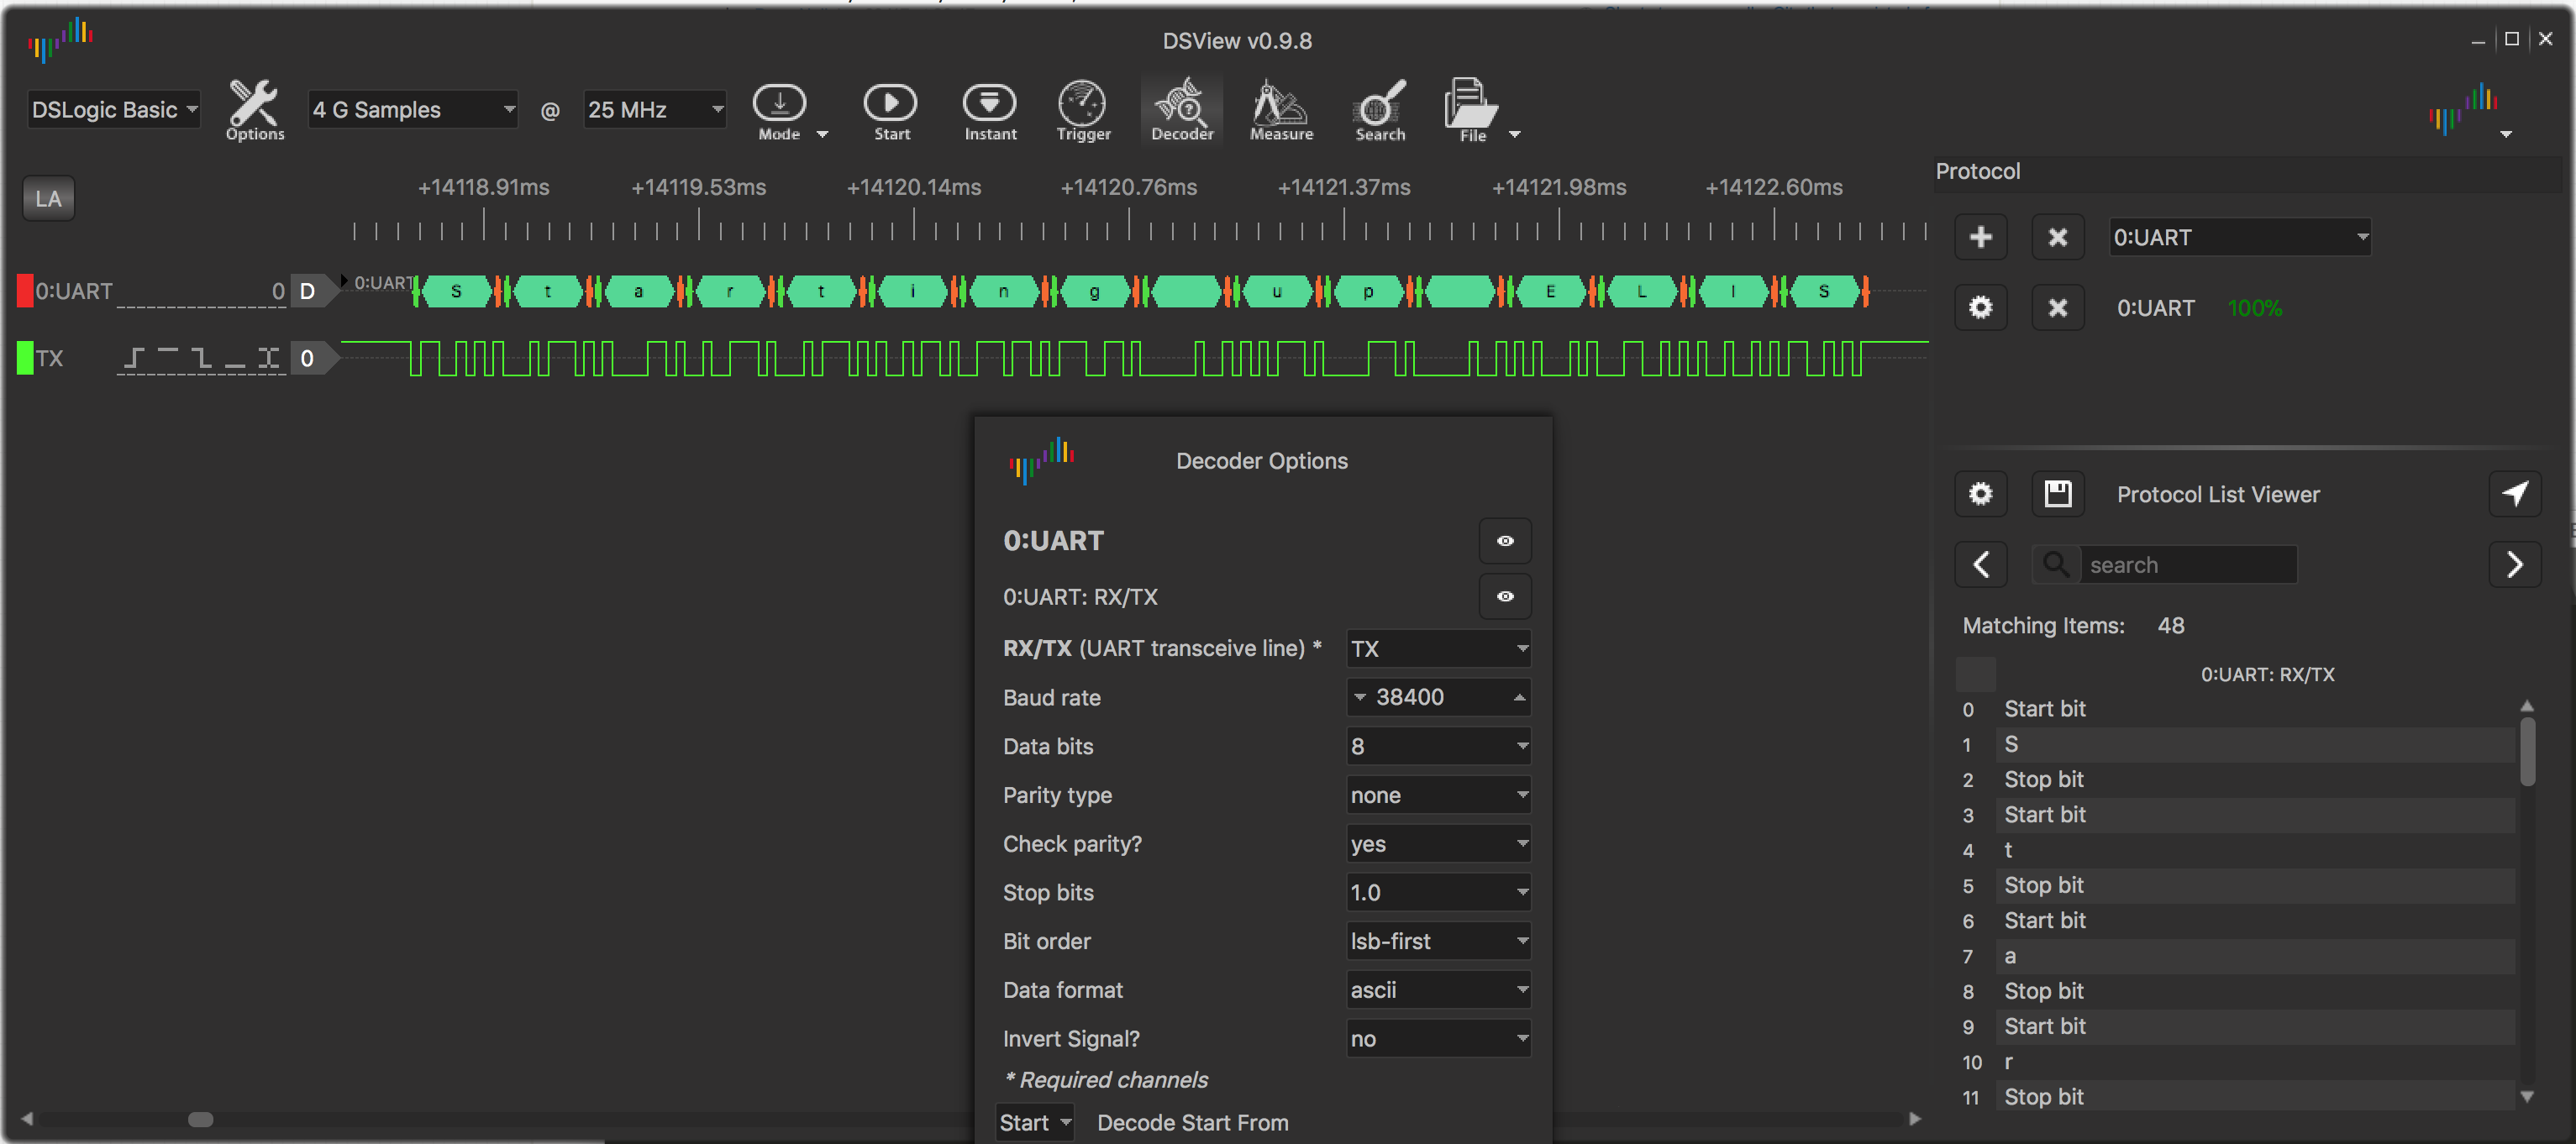 DSView v0.9.8
DSLogic Basic Options 4 G Samples @ 25 MHz Mode Start Instant Trigger Decoder Measure Search File
LA +14118.91ms +14119.53ms +14120.14ms +14120.76ms +14121.37ms +14121.98ms +14122.60ms
0:UART 0 D 0:UART S t a r t i n g u p E L I S
TX 0
Decoder Options
0:UART
0:UART: RX/TX
RX/TX (UART transceive line) * TX
Baud rate 38400
Data bits 8
Parity type none
Check parity? yes
Stop bits 1.0
Bit order lsb-first
Data format ascii
Invert Signal? no
* Required channels
Start Decode Start From
Protocol
0:UART
0:UART 100%
Protocol List Viewer
search
Matching Items: 48
0:UART: RX/TX
0 Start bit
1 S
2 Stop bit
3 Start bit
4 t
5 Stop bit
6 Start bit
7 a
8 Stop bit
9 Start bit
10 r
11 Stop bit